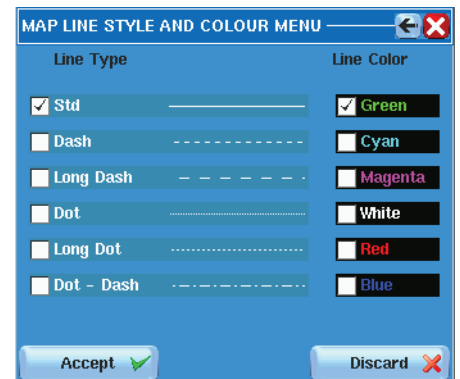 MAP LINE STYLE AND COLOUR MENU
Line Type Line Color
Std Green
Dash Cyan
Long Dash Magenta
Dot White
Long Dot Red
Dot - Dash Blue
Accept Discard